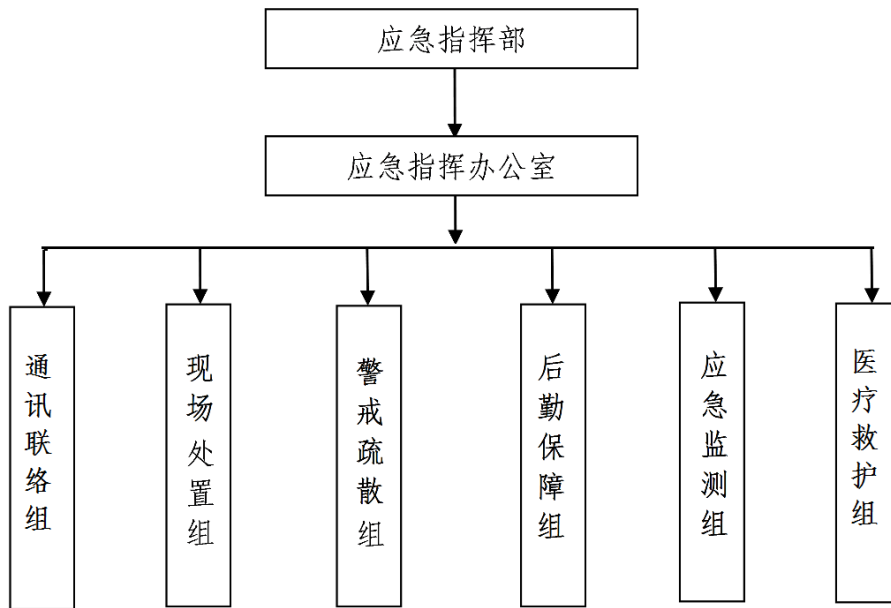 应急指挥部
应急指挥办公室
通讯联络组
现场处置组
警戒疏散组
后勤保障组
应急监测组
医疗救护组